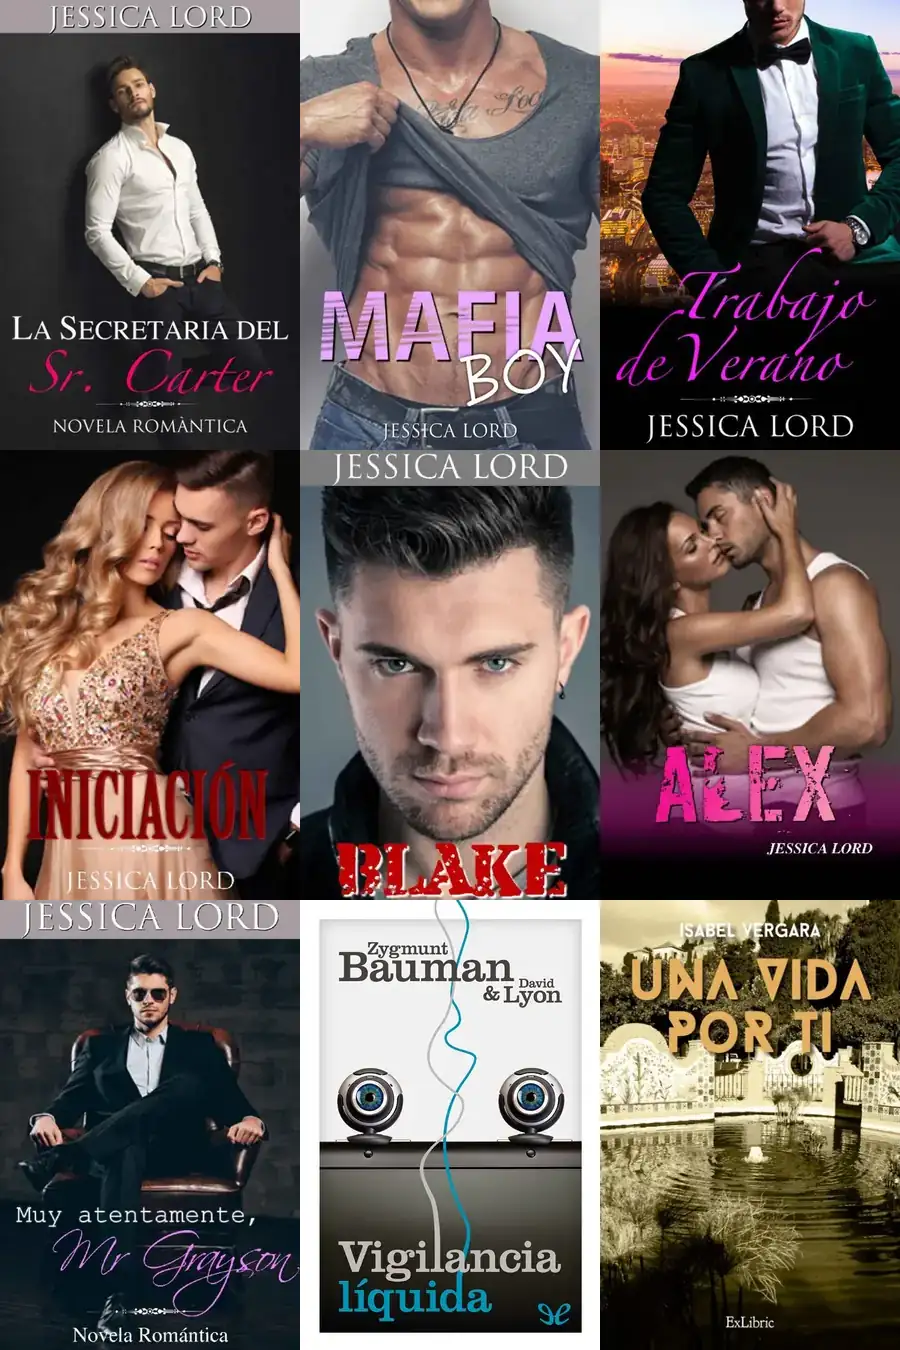 JESSICA LORD
LA SECRETARIA DEL
Sr. Carter
NOVELA ROMÀNTICA
MAFIA
BOY
JESSICA LORD
Trabajo
de Verano
JESSICA LORD
INICIACIÓN
JESSICA LORD
JESSICA LORD
BLAKE
ALEX
JESSICA LORD
JESSICA LORD
Muy atentamente,
Mr Grayson
Novela Romántica
Zygmunt
Bauman
David
& Lyon
Vigilancia
líquida
ISABEL VERGARA
UNA VIDA
POR TI
ExLibric